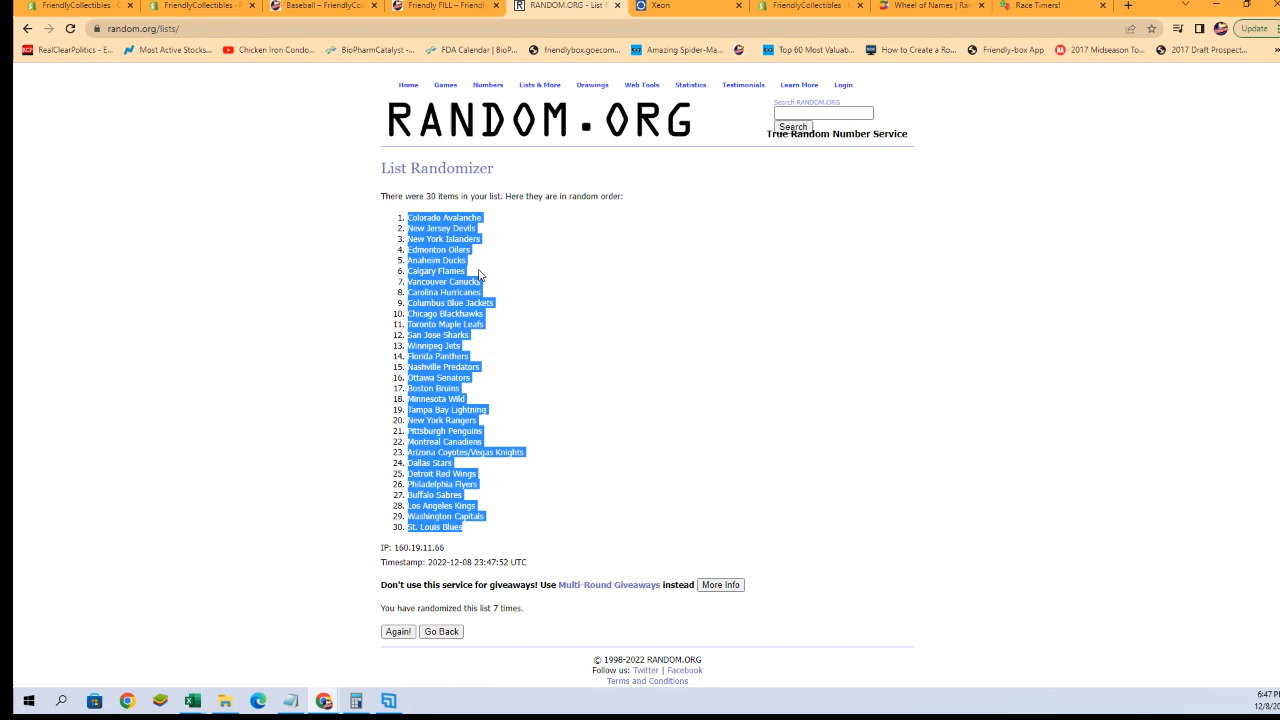 FriendlyCollectibles - C
FriendlyCollectibles - F
Baseball – FriendlyCo
Friendly FILL – Friendly
RANDOM.ORG - List R
Xeon
FriendlyCollectibles - N
Wheel of Names | Ran
Race Timers!
random.org/lists/
Update
RealClearPolitics - E...
Most Active Stocks...
Chicken Iron Condo...
BioPharmCatalyst -...
FDA Calendar | BioP...
friendlybox.goecom...
Amazing Spider-Ma...
Top 60 Most Valuab...
How to Create a Ro...
Friendly-box App
2017 Midseason To...
2017 Draft Prospect...
Home Games Numbers Lists & More Drawings Web Tools Statistics Testimonials Learn More Login
RANDOM.ORG
Search RANDOM.ORG
Search
True Random Number Service
List Randomizer
There were 30 items in your list. Here they are in random order:
1. Colorado Avalanche
2. New Jersey Devils
3. New York Islanders
4. Edmonton Oilers
5. Anaheim Ducks
6. Calgary Flames
7. Vancouver Canucks
8. Carolina Hurricanes
9. Columbus Blue Jackets
10. Chicago Blackhawks
11. Toronto Maple Leafs
12. San Jose Sharks
13. Winnipeg Jets
14. Florida Panthers
15. Nashville Predators
16. Ottawa Senators
17. Boston Bruins
18. Minnesota Wild
19. Tampa Bay Lightning
20. New York Rangers
21. Pittsburgh Penguins
22. Montreal Canadiens
23. Arizona Coyotes/Vegas Knights
24. Dallas Stars
25. Detroit Red Wings
26. Philadelphia Flyers
27. Buffalo Sabres
28. Los Angeles Kings
29. Washington Capitals
30. St. Louis Blues
IP: 160.19.11.66
Timestamp: 2022-12-08 23:47:52 UTC
Don't use this service for giveaways! Use Multi-Round Giveaways instead More Info
You have randomized this list 7 times.
Again! Go Back
© 1998-2022 RANDOM.ORG
Follow us: Twitter | Facebook
Terms and Conditions
6:47 P
12/8/20